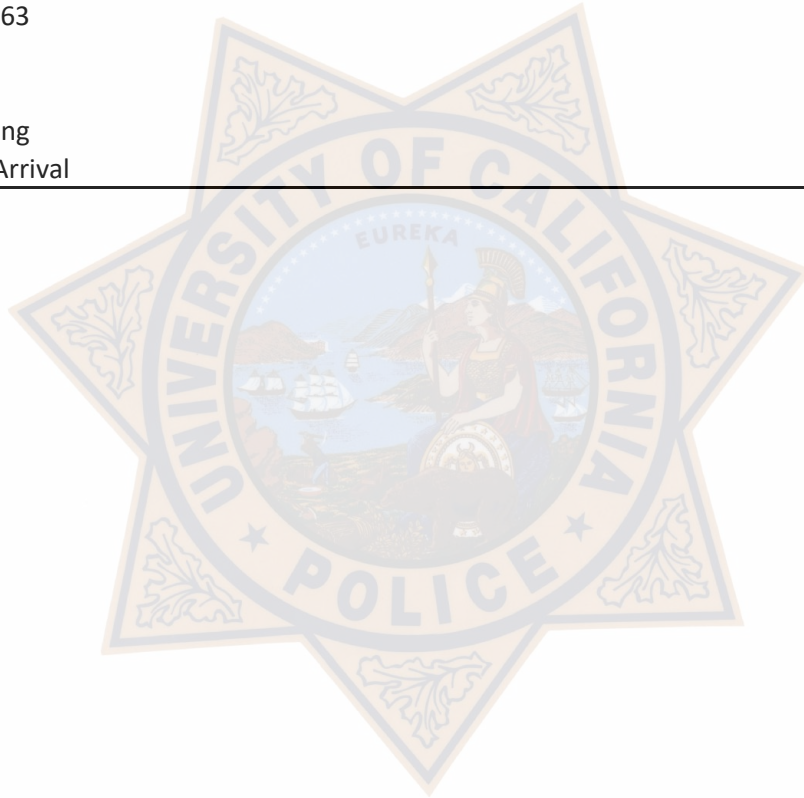 63
ng
Arrival
UNIVERSITY OF CALIFORNIA
EUREKA
★ POLICE ★